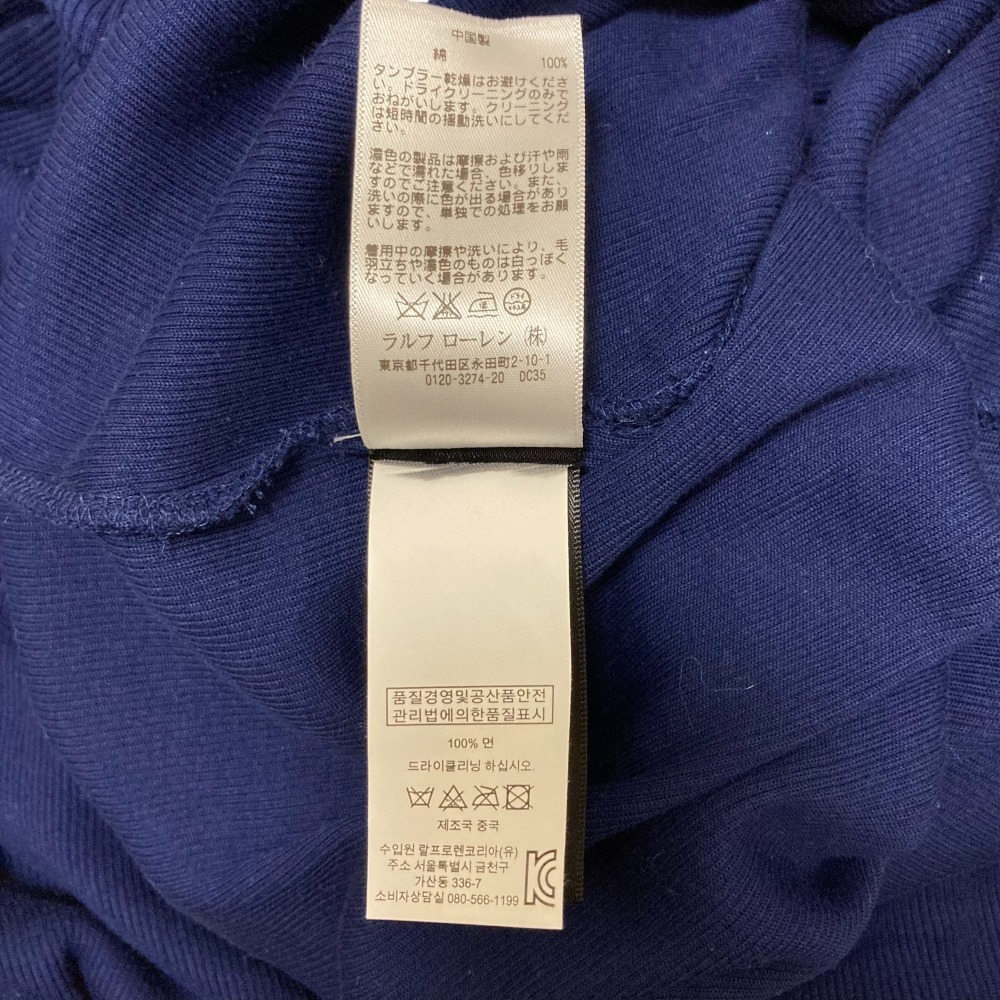 中国製
綿 100%
タンブラー乾燥はお避けくださ
い。ドライクリーニングのみで
おねがいします。クリーニング
は短時間の揺動洗いにしてくだ
さい。
濃色の製品は摩擦および汗や雨
などで濡れた場合、色移りしま
すのでご注意ください。また、
洗いの際に色が出る場合があり
ますので、単独での処理をお願
いします。
着用中の摩擦や洗いにより、毛
羽立ちや濃色のものは白っぽく
なっていく場合があります。
ラルフ ローレン (株)
東京都千代田区永田町2-10-1
0120-3274-20 DC35
품질경영및공산품안전
관리법에의한품질표시
100% 면
드라이클리닝 하십시오.
제조국 중국
수입원 랄프로렌코리아(유)
주소 서울특별시 금천구
가산동 336-7
소비자상담실 080-566-1199